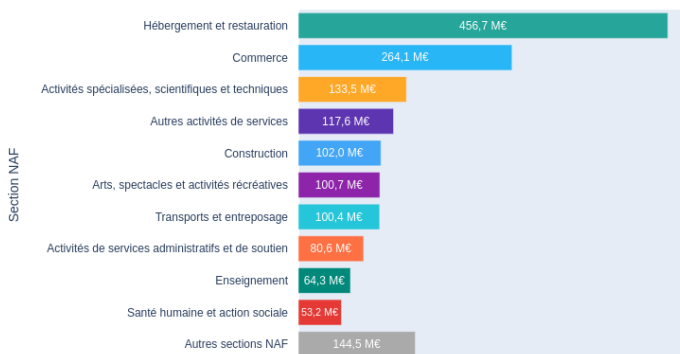 Section NAF
Hébergement et restauration 456,7 M€
Commerce 264,1 M€
Activités spécialisées, scientifiques et techniques 133,5 M€
Autres activités de services 117,6 M€
Construction 102,0 M€
Arts, spectacles et activités récréatives 100,7 M€
Transports et entreposage 100,4 M€
Activités de services administratifs et de soutien 80,6 M€
Enseignement 64,3 M€
Santé humaine et action sociale 53,2 M€
Autres sections NAF 144,5 M€